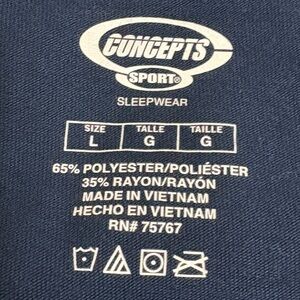 CONCEPTS
SPORT®
SLEEPWEAR
SIZE TALLE TAILLE
L G G
65% POLYESTER/POLIÉSTER
35% RAYON/RAYÓN
MADE IN VIETNAM
HECHO EN VIETNAM
RN# 75767